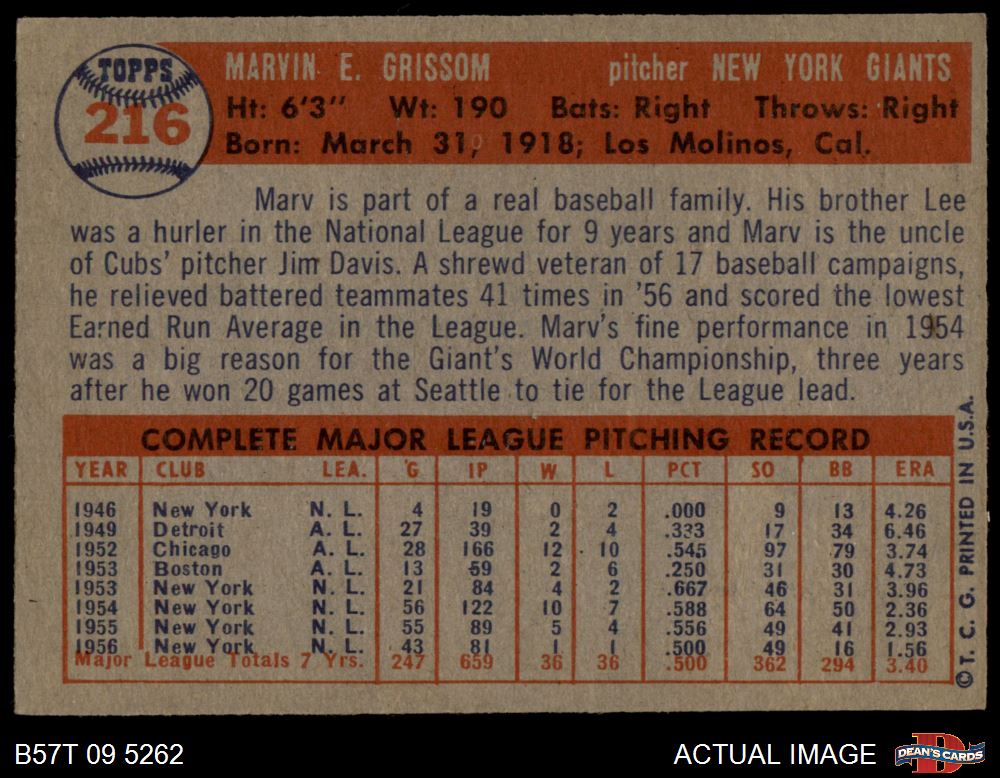 TOPPS
216
MARVIN E. GRISSOM pitcher NEW YORK GIANTS
Ht: 6'3" Wt: 190 Bats: Right Throws: Right
Born: March 31, 1918; Los Molinos, Cal.
Marv is part of a real baseball family. His brother Lee
was a hurler in the National League for 9 years and Marv is the uncle
of Cubs' pitcher Jim Davis. A shrewd veteran of 17 baseball campaigns,
he relieved battered teammates 41 times in '56 and scored the lowest
Earned Run Average in the League. Marv's fine performance in 1954
was a big reason for the Giant's World Championship, three years
after he won 20 games at Seattle to tie for the League lead.
COMPLETE MAJOR LEAGUE PITCHING RECORD
YEAR CLUB LEA. G IP W L PCT SO BB ERA
1946 New York N. L. 4 19 0 2 .000 9 13 4.26
1949 Detroit A. L. 27 39 2 4 .333 17 34 6.46
1952 Chicago A. L. 28 166 12 10 .545 97 79 3.74
1953 Boston A. L. 13 59 2 6 .250 31 30 4.73
1953 New York N. L. 21 84 4 2 .667 46 31 3.96
1954 New York N. L. 56 122 10 7 .588 64 50 2.36
1955 New York N. L. 55 89 5 4 .556 49 41 2.93
1956 New York N. L. 43 81 1 1 .500 49 16 1.56
Major League Totals 7 Yrs. 247 659 36 36 .500 362 294 3.40
© T. C. G. PRINTED IN U.S.A.
B57T 09 5262 ACTUAL IMAGE
DEAN'S CARDS